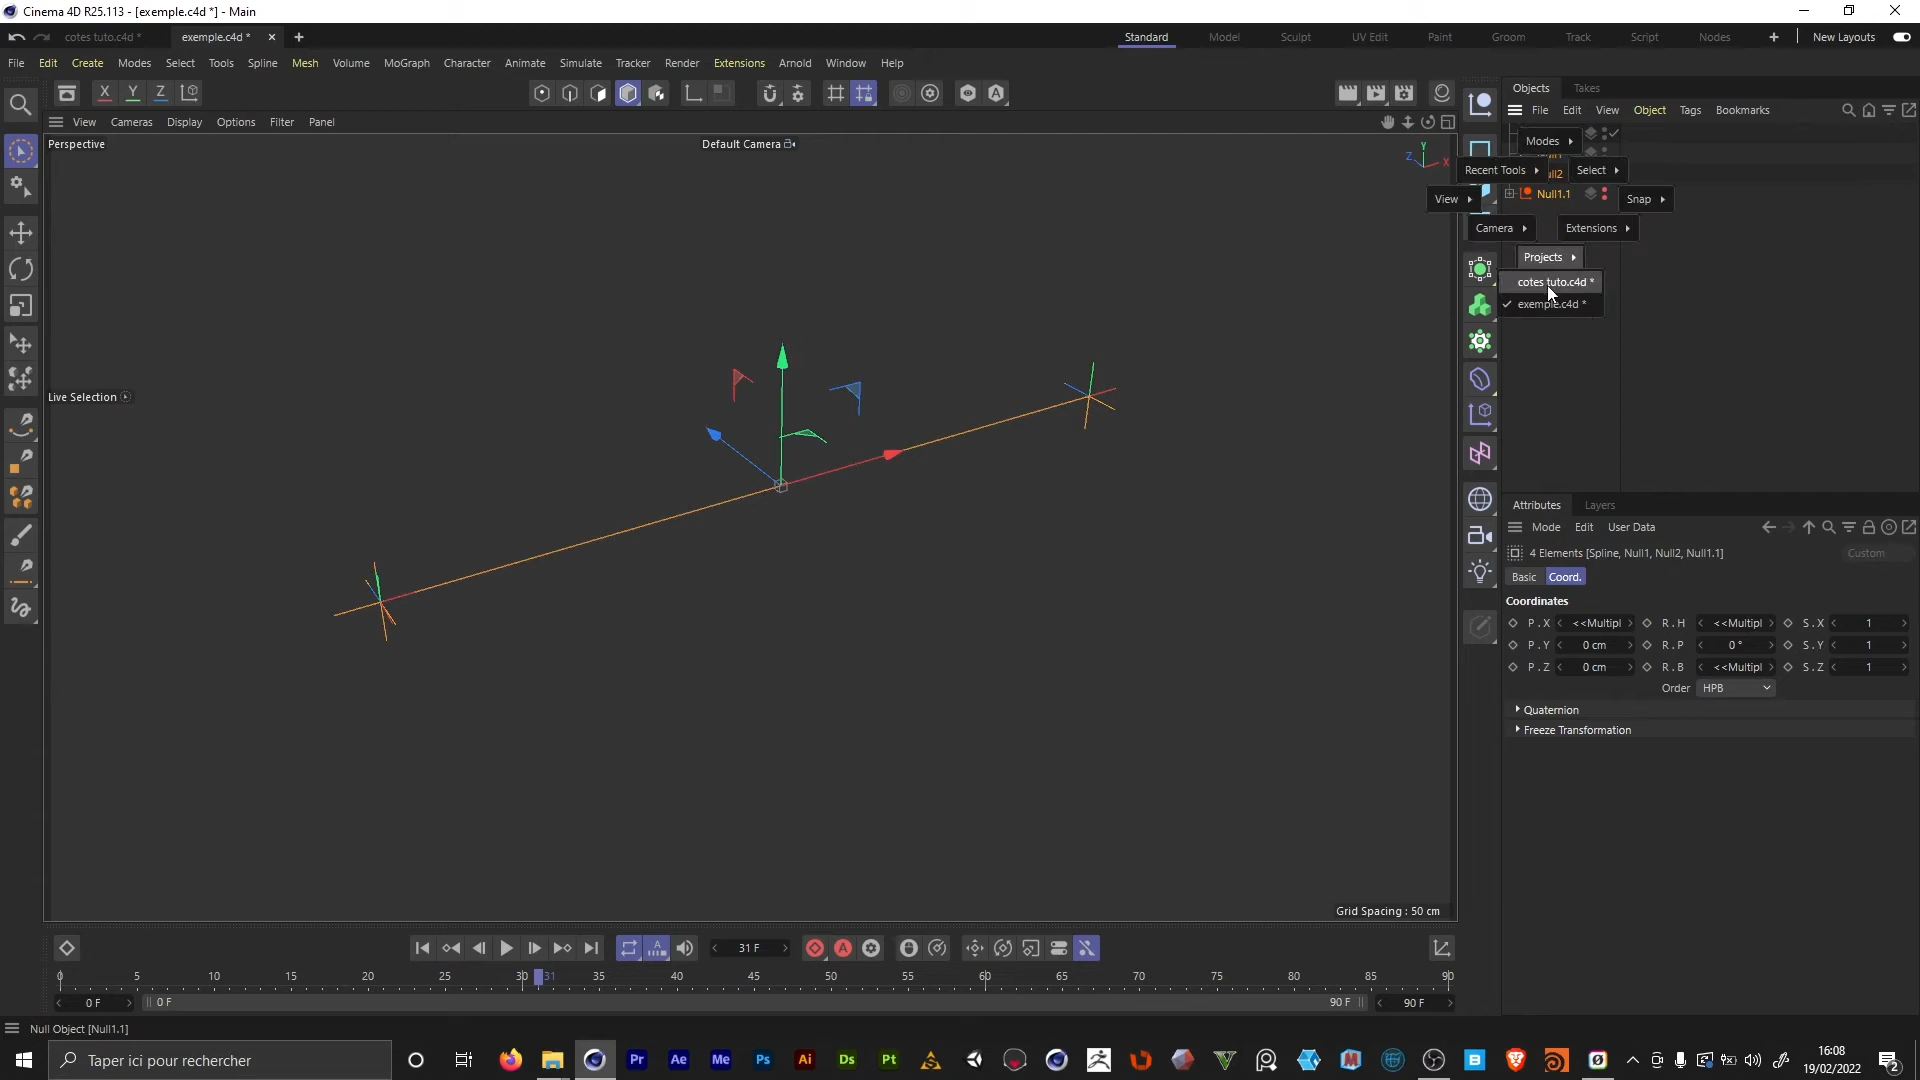 Cinema 4D R25.113 - [exemple.c4d *] - Main
cotes tuto.c4d *
exemple.c4d *
Standard
Model
Sculpt
UV Edit
Paint
Groom
Track
Script
Nodes
New Layouts
File Edit Create Modes Select Tools Spline Mesh Volume MoGraph Character Animate Simulate Tracker Render Extensions Arnold Window Help
X Y Z
Objects Takes
File Edit View Object Tags Bookmarks
View Cameras Display Options Filter Panel
Perspective
Default Camera
Y
Z
X
Modes
Recent Tools
Select
View
Null1.1
Snap
Camera
Extensions
Projects
cotes tuto.c4d *
exemple.c4d *
Live Selection
Attributes Layers
Mode Edit User Data
4 Elements [Spline, Null1, Null2, Null1.1]
Custom
Basic Coord.
Coordinates
P.X <<Multipl R.H <<Multipl S.X 1
P.Y 0 cm R.P 0 ° S.Y 1
P.Z 0 cm R.B <<Multipl S.Z 1
Order HPB
Quaternion
Freeze Transformation
Grid Spacing : 50 cm
31 F
0 5 10 15 20 25 30 31 35 40 45 50 55 60 65 70 75 80 85 90
0 F 0 F 90 F 90 F
Null Object [Null1.1]
Taper ici pour rechercher
Pr Ae Me Ps Ai Ds Pt
16:08
19/02/2022
2